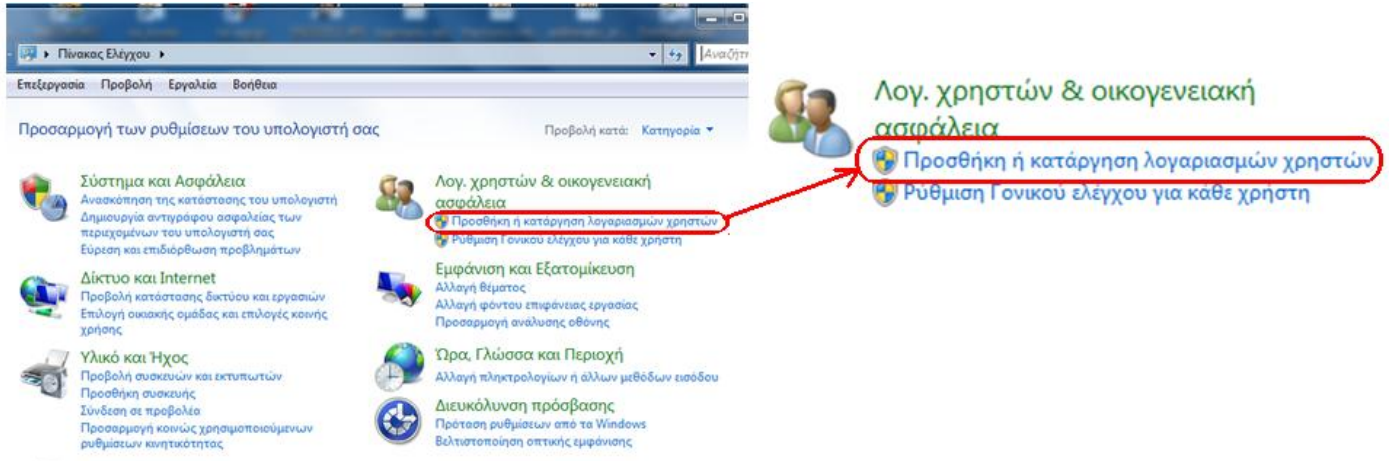 Πίνακας Ελέγχου
Επεξεργασία Προβολή Εργαλεία Βοήθεια
Προσαρμογή των ρυθμίσεων του υπολογιστή σας
Προβολή κατά: Κατηγορία
Σύστημα και Ασφάλεια
Ανασκόπηση της κατάστασης του υπολογιστή
Δημιουργία αντιγράφου ασφαλείας των
περιεχομένων του υπολογιστή σας
Εύρεση και επιδιόρθωση προβλημάτων
Δίκτυο και Internet
Προβολή κατάστασης δικτύου και εργασιών
Επιλογή οικιακής ομάδας και επιλογές κοινής
χρήσης
Υλικό και Ήχος
Προβολή συσκευών και εκτυπωτών
Προσθήκη συσκευής
Σύνδεση σε προβολέα
Προσαρμογή κοινώς χρησιμοποιούμενων
ρυθμίσεων κινητικότητας
Λογ. χρηστών & οικογενειακή
ασφάλεια
Προσθήκη ή κατάργηση λογαριασμών χρηστών
Ρύθμιση Γονικού ελέγχου για κάθε χρήστη
Εμφάνιση και Εξατομίκευση
Αλλαγή θέματος
Αλλαγή φόντου επιφάνειας εργασίας
Προσαρμογή ανάλυσης οθόνης
Ώρα, Γλώσσα και Περιοχή
Αλλαγή πληκτρολογίων ή άλλων μεθόδων εισόδου
Διευκόλυνση πρόσβασης
Πρόταση ρυθμίσεων από τα Windows
Βελτιστοποίηση οπτικής εμφάνισης
Λογ. χρηστών & οικογενειακή
ασφάλεια
Προσθήκη ή κατάργηση λογαριασμών χρηστών
Ρύθμιση Γονικού ελέγχου για κάθε χρήστη